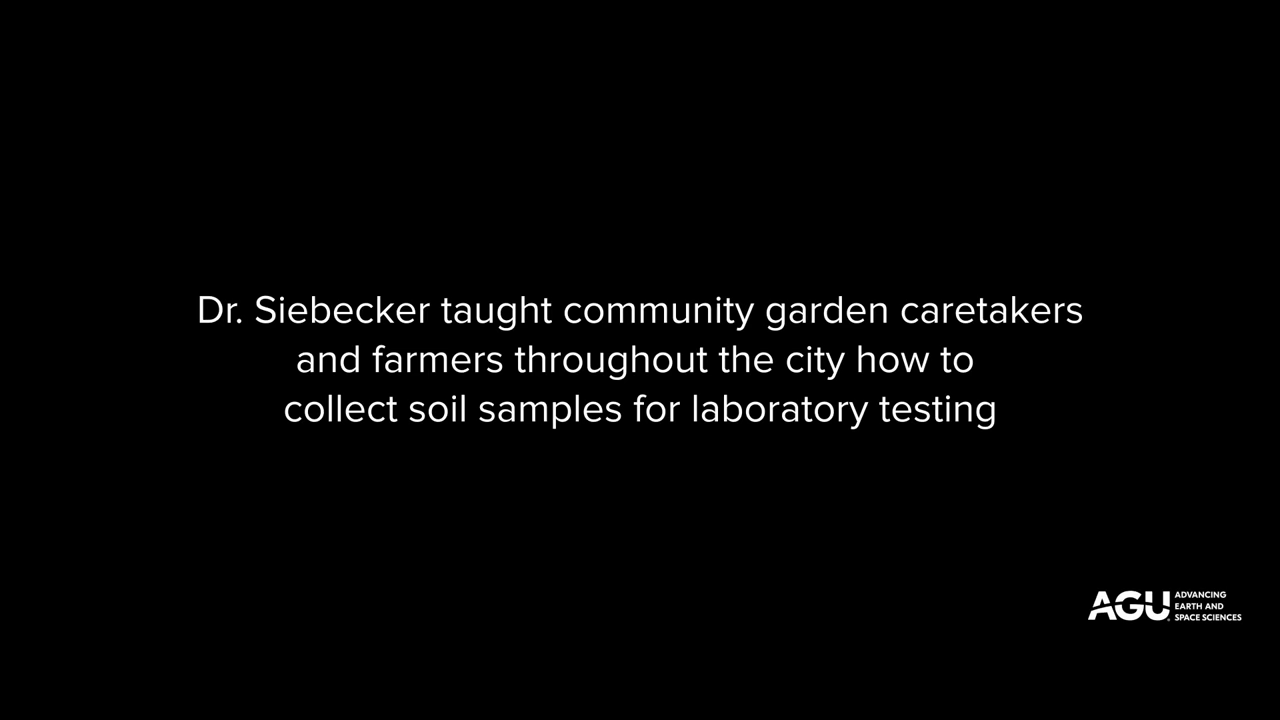 Dr. Siebecker taught community garden caretakers
and farmers throughout the city how to
collect soil samples for laboratory testing
AGU
ADVANCING
EARTH AND
SPACE SCIENCES